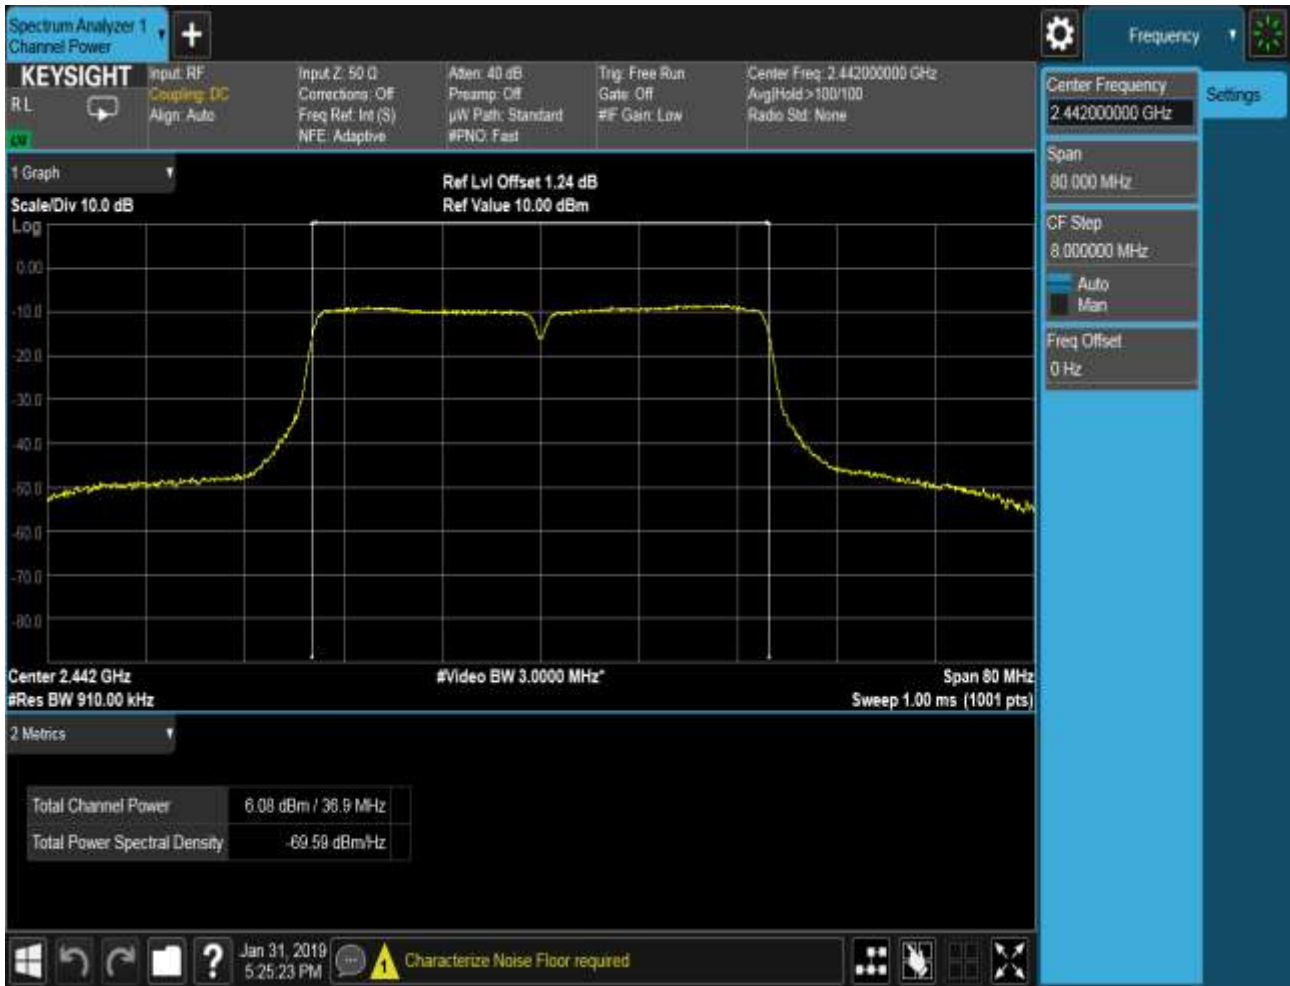 Spectrum Analyzer 1
Channel Power
+
Frequency
KEYSIGHT
R L
Input: RF
Coupling: DC
Align: Auto
Input Z: 50 Ω
Corrections: Off
Freq Ref: Int (S)
NFE: Adaptive
Atten: 40 dB
Preamp: Off
µW Path: Standard
#PNO: Fast
Trig: Free Run
Gate: Off
#IF Gain: Low
Center Freq: 2.442000000 GHz
Avg|Hold>100/100
Radio Std: None
Center Frequency
2.442000000 GHz
Settings
Span
80.000 MHz
CF Step
8.000000 MHz
Auto
Man
Freq Offset
0 Hz
1 Graph
Scale/Div 10.0 dB
Ref Lvl Offset 1.24 dB
Ref Value 10.00 dBm
Log
0.00
-10.0
-20.0
-30.0
-40.0
-50.0
-60.0
-70.0
-80.0
Center 2.442 GHz
#Video BW 3.0000 MHz*
Span 80 MHz
#Res BW 910.00 kHz
Sweep 1.00 ms (1001 pts)
2 Metrics
Total Channel Power
6.08 dBm / 36.9 MHz
Total Power Spectral Density
-69.59 dBm/Hz
?
Jan 31, 2019
5:25:23 PM
1
Characterize Noise Floor required